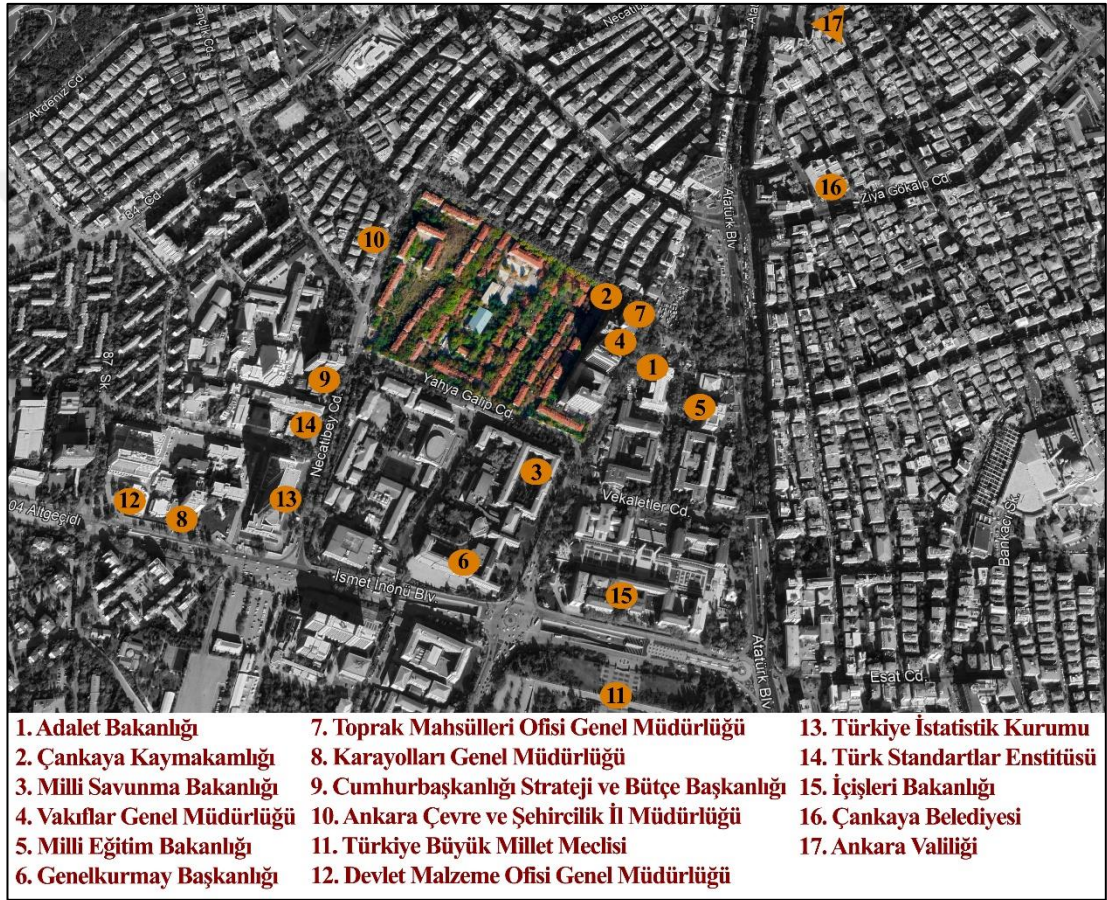 Gençlik Cd.
Necatibe
Ata
17
Akdeniz Cd.
84. Cd.
16
Ziya Gökalp Cd.
Atatürk Blv
10
2
7
4
1
87. Sk.
9
Yahya Galip Cd.
5
14
Necatibey Cd.
3
12
8
13
Vekaletler Cd.
04 Altgeçidi
Bankacı Sk.
6
İsmet İnönü Blv.
15
Atatürk Blv
11
Esat Cd.
1. Adalet Bakanlığı
2. Çankaya Kaymakamlığı
3. Milli Savunma Bakanlığı
4. Vakıflar Genel Müdürlüğü
5. Milli Eğitim Bakanlığı
6. Genelkurmay Başkanlığı
7. Toprak Mahsülleri Ofisi Genel Müdürlüğü
8. Karayolları Genel Müdürlüğü
9. Cumhurbaşkanlığı Strateji ve Bütçe Başkanlığı
10. Ankara Çevre ve Şehircilik İl Müdürlüğü
11. Türkiye Büyük Millet Meclisi
12. Devlet Malzeme Ofisi Genel Müdürlüğü
13. Türkiye İstatistik Kurumu
14. Türk Standartlar Enstitüsü
15. İçişleri Bakanlığı
16. Çankaya Belediyesi
17. Ankara Valiliği